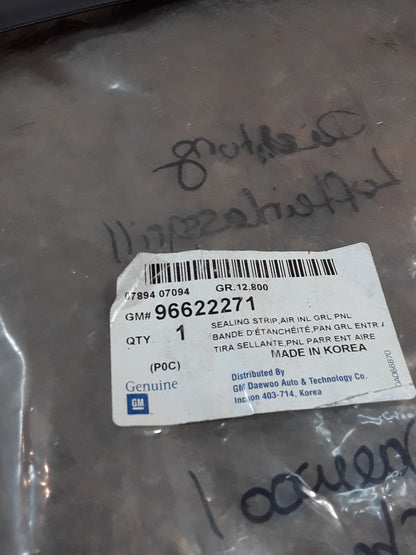 Dichtung
Lufteinlassgrill
07894 07094 GR.12.800
GM# 96622271
QTY 1
SEALING STRIP,AIR INL GRL PNL
BANDE D'ÉTANCHÉITÉ,PAN GRL ENTR
TIRA SELLANTE,PNL PARR ENT AIRE
MADE IN KOREA
(P0C)
Genuine
GM
Distributed By
GM Daewoo Auto & Technology Co.
Incheon 403-714, Korea